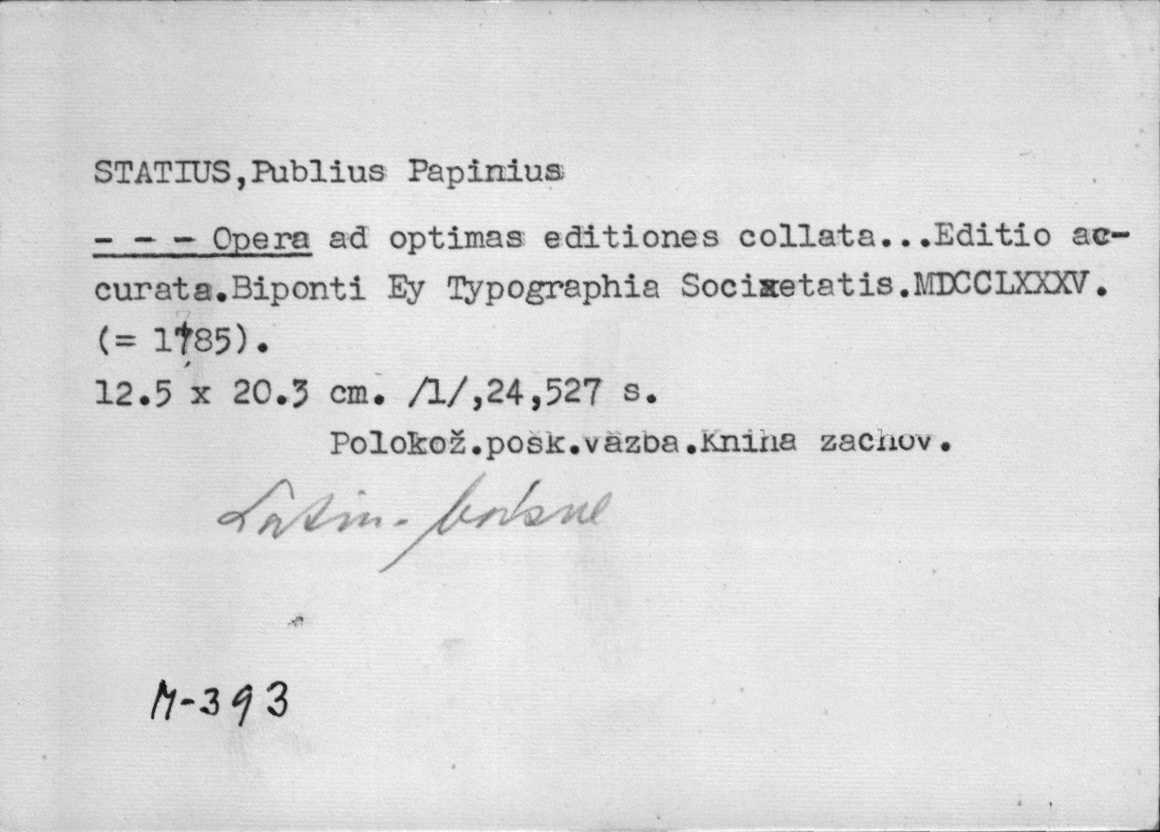 STATIUS,Publius Papinius
- - - Opera ad optimas editiones collata...Editio ac-
curata.Biponti Ey Typographia Socixetatis.MDCCLXXXV.
(= 1785).
12.5 x 20.3 cm. /1/,24,527 s.
Polokož.pošk.väzba.Kniha zachov.
Latin.
M-393